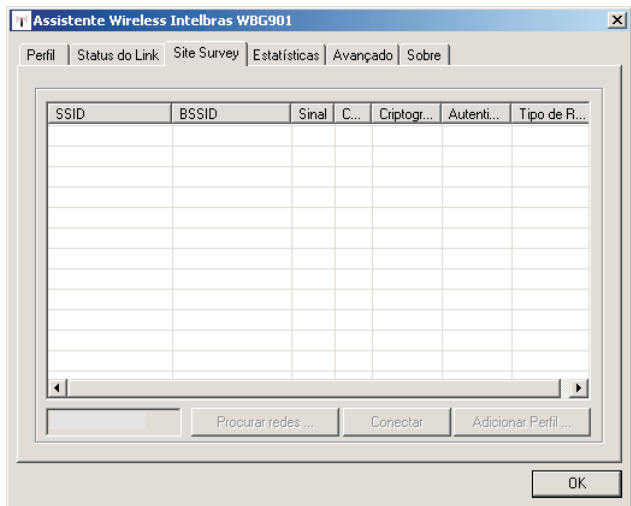 Assistente Wireless Intelbras WBG901
Perfil Status do Link Site Survey Estatísticas Avançado Sobre
SSID BSSID Sinal C... Criptogr... Autenti... Tipo de R...
Procurar redes ... Conectar Adicionar Perfil ...
OK